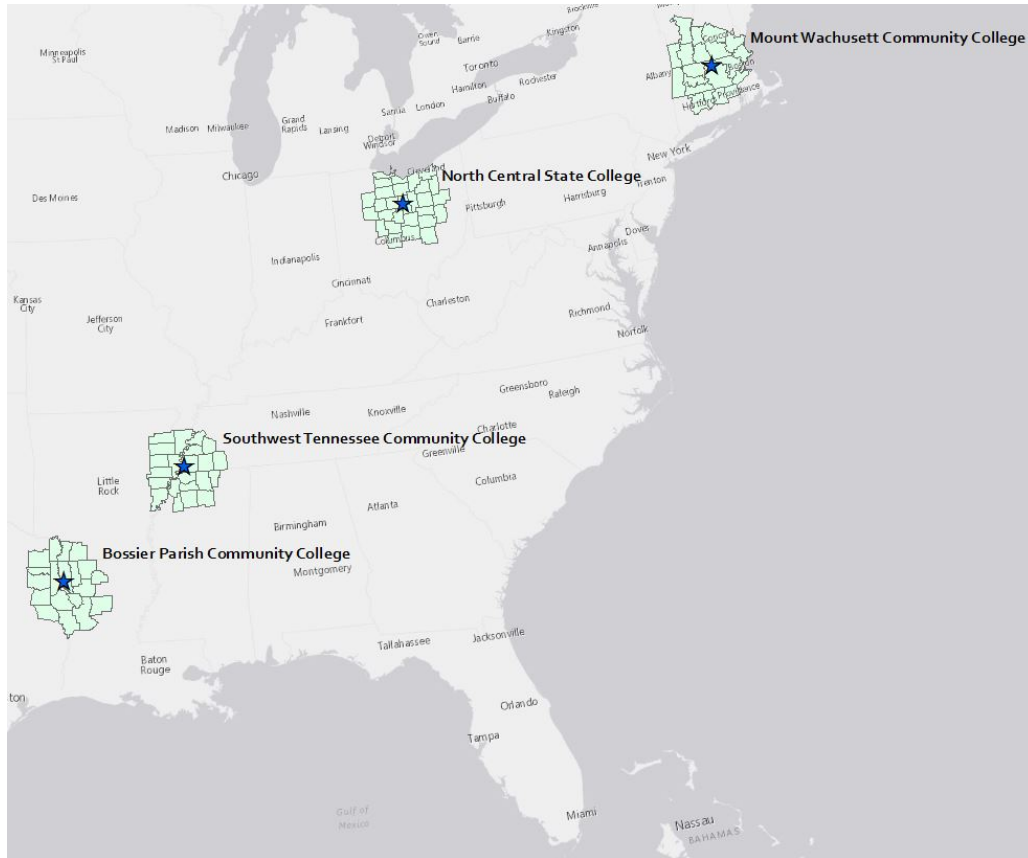 Brockville
Owen
Sound
Barrie
Kingston
Minneapolis
St Paul
Concord
Mount Wachusett Community College
Toronto
Albany
Boston
Hamilton
Rochester
Buffalo
Sarnia
London
Hartford
Providence
Grand
Rapids
Madison
Milwaukee
Lansing
Detroit
Windsor
New York
Chicago
Cleveland
North Central State College
Trenton
Des Moines
Pittsburgh
Harrisburg
Columbus
Dover
Annapolis
Indianapolis
Cincinnati
Kansas
City
Charleston
Richmond
Jefferson
City
Frankfort
Norfolk
Greensboro
Raleigh
Nashville
Knoxville
Charlotte
Southwest Tennessee Community College
Greenville
Little
Rock
Columbia
Atlanta
Birmingham
Bossier Parish Community College
Montgomery
Jacksonville
Tallahassee
Baton
Rouge
ton
Orlando
Tampa
Gulf of
Mexico
Miami
Nassau
BAHAMAS